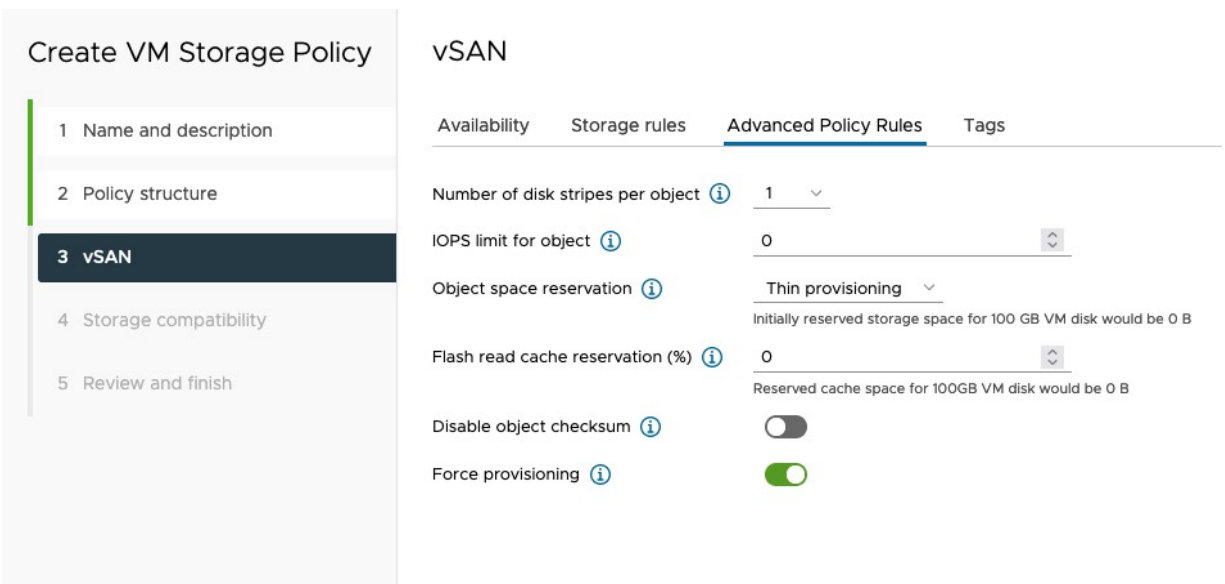 Create VM Storage Policy
1 Name and description
2 Policy structure
3 vSAN
4 Storage compatibility
5 Review and finish
vSAN
Availability Storage rules Advanced Policy Rules Tags
Number of disk stripes per object 1
IOPS limit for object 0
Object space reservation Thin provisioning
Initially reserved storage space for 100 GB VM disk would be 0 B
Flash read cache reservation (%) 0
Reserved cache space for 100GB VM disk would be 0 B
Disable object checksum
Force provisioning